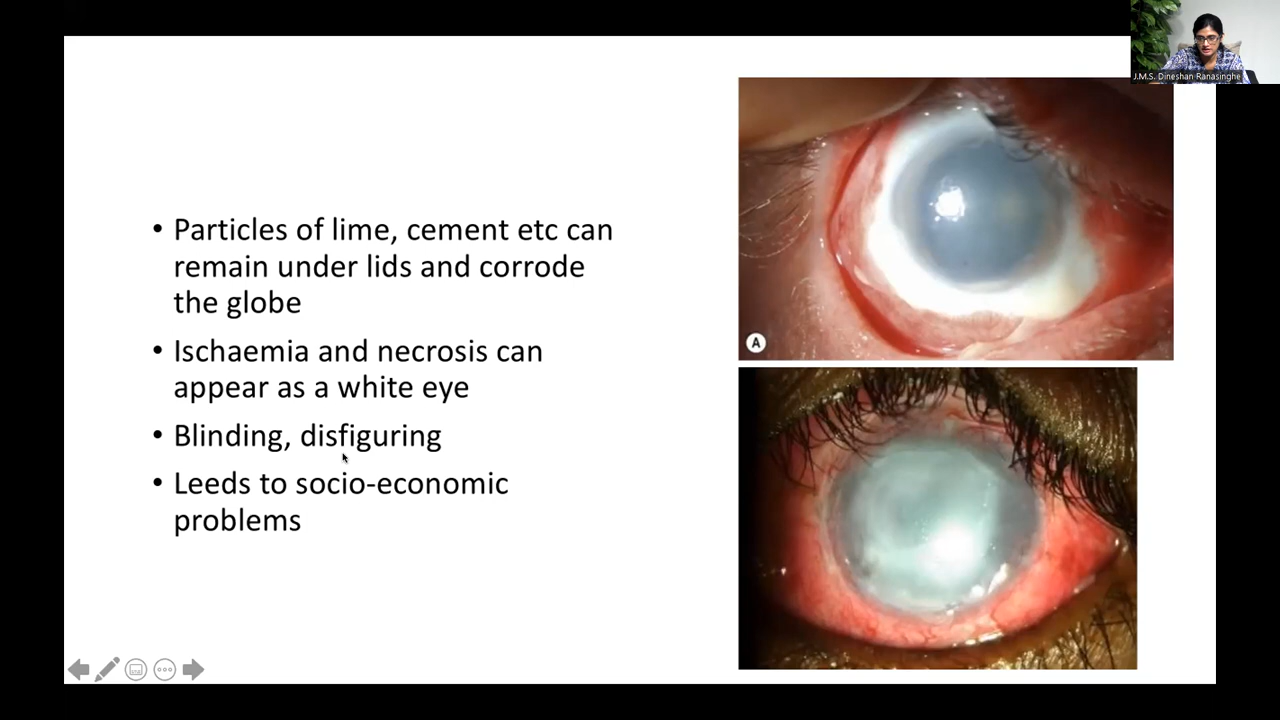 J.M.S. Dineshan Ranasinghe
• Particles of lime, cement etc can
remain under lids and corrode
the globe
• Ischaemia and necrosis can
appear as a white eye
• Blinding, disfiguring
• Leeds to socio-economic
problems
A